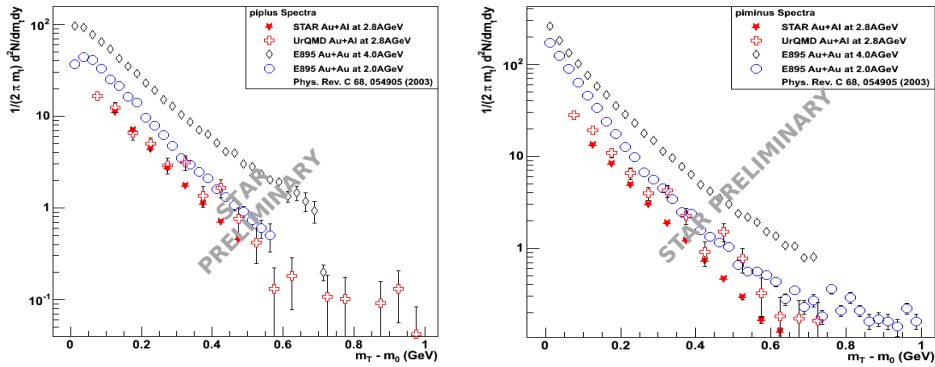 piplus Spectra
STAR Au+Al at 2.8AGeV
UrQMD Au+Al at 2.8AGeV
E895 Au+Au at 4.0AGeV
E895 Au+Au at 2.0AGeV
Phys. Rev. C 68, 054905 (2003)
1/(2 π mₜ) d²N/dmₜdy
10²
10
1
10⁻¹
STAR
PRELIMINARY
0 0.2 0.4 0.6 0.8 1
m_T - m₀ (GeV)
piminus Spectra
STAR Au+Al at 2.8AGeV
UrQMD Au+Al at 2.8AGeV
E895 Au+Au at 4.0AGeV
E895 Au+Au at 2.0AGeV
Phys. Rev. C 68, 054905 (2003)
1/(2 π mₜ) d²N/dmₜdy
10²
10
1
STAR PRELIMINARY
0 0.2 0.4 0.6 0.8 1
m_T - m₀ (GeV)